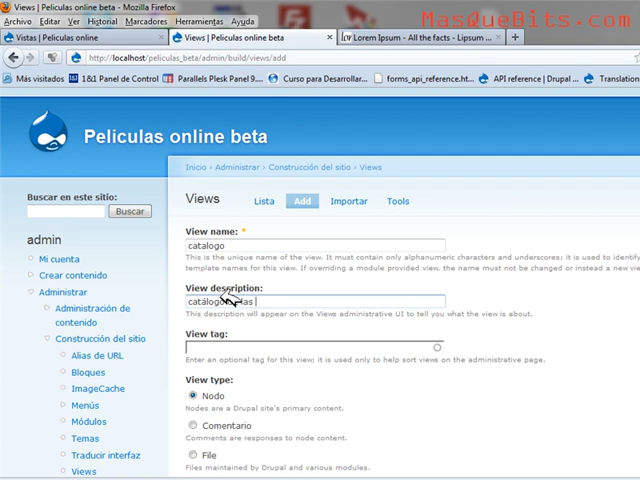 Views | Peliculas online beta - Mozilla Firefox
MasQueBits.com
Archivo Editar Ver Historial Marcadores Herramientas Ayuda
Vistas | Peliculas online
Views | Peliculas online beta
Lorem Ipsum - All the facts - Lipsum ...
http://localhost/peliculas_beta/admin/build/views/add
Más visitados 1&1 Panel de Control Parallels Plesk Panel 9.... Curso para Desarrollar... forms_api_reference.ht... API reference | Drupal ... Translation
Peliculas online beta
Inicio › Administrar › Construcción del sitio › Views
Buscar en este sitio:
Buscar
admin
Mi cuenta
Crear contenido
Administrar
Administración de
contenido
Construcción del sitio
Alias de URL
Bloques
ImageCache
Menús
Módulos
Temas
Traducir interfaz
Views
Views Lista Add Importar Tools
View name: *
catalogo
This is the unique name of the view. It must contain only alphanumeric characters and underscores; it is used to identify
template names for this view. If overriding a module provided view, the name must not be changed or instead a new
View description:
catálogo las
This description will appear on the Views administrative UI to tell you what the view is about.
View tag:
Enter an optional tag for this view; it is used only to help sort views on the administrative page.
View type:
Nodo
Nodes are a Drupal site's primary content.
Comentario
Comments are responses to node content.
File
Files maintained by Drupal and various modules.